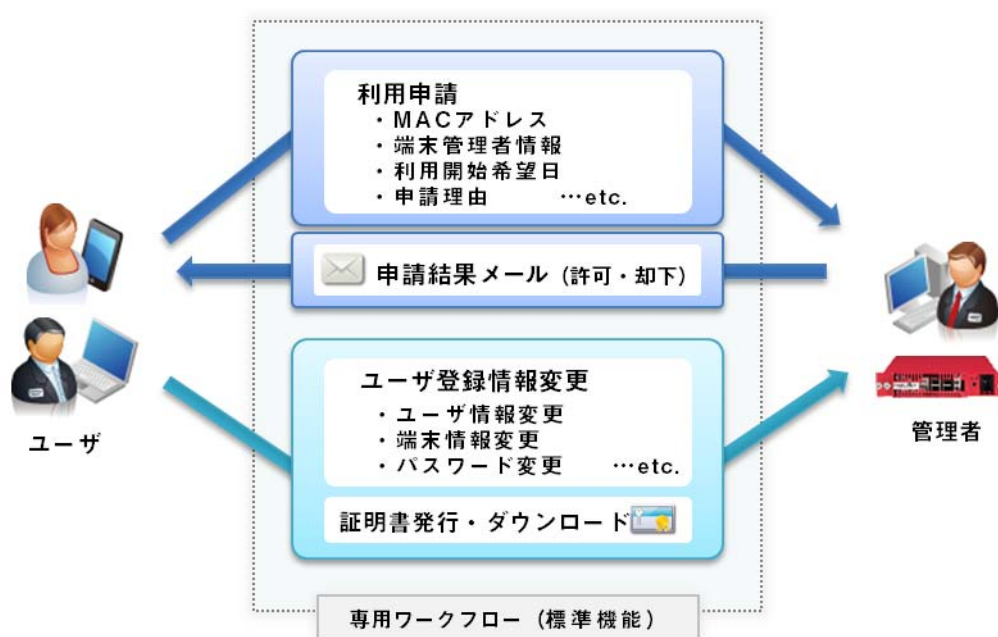 利用申請
・MACアドレス
・端末管理者情報
・利用開始希望日
・申請理由 …etc.
申請結果メール（許可・却下）
ユーザ登録情報変更
・ユーザ情報変更
・端末情報変更
・パスワード変更 …etc.
証明書発行・ダウンロード
ユーザ
管理者
専用ワークフロー（標準機能）